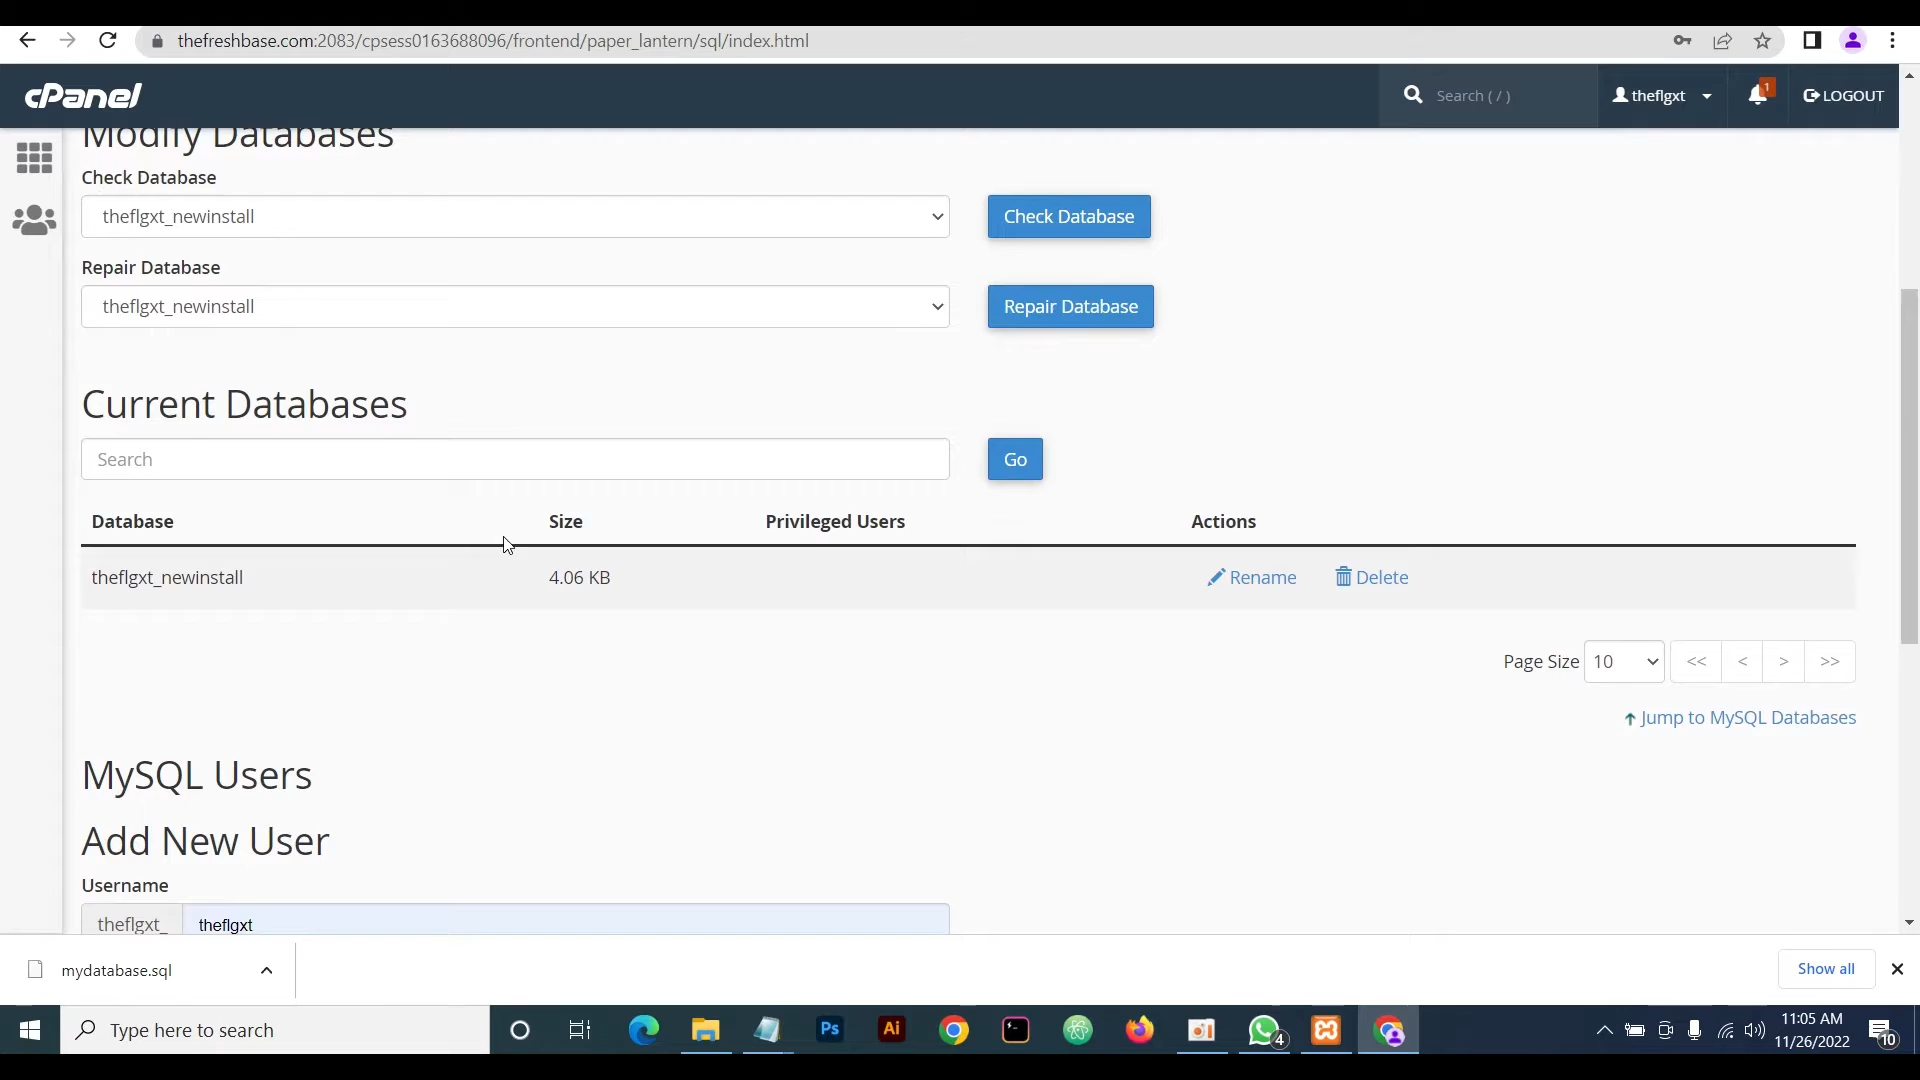 thefreshbase.com:2083/cpsess0163688096/frontend/paper_lantern/sql/index.html
cPanel
Search ( / )
theflgxt
1
LOGOUT
Modify Databases
Check Database
theflgxt_newinstall
Check Database
Repair Database
theflgxt_newinstall
Repair Database
Current Databases
Search
Go
Database Size Privileged Users Actions
theflgxt_newinstall 4.06 KB Rename Delete
Page Size 10 << < > >>
Jump to MySQL Databases
MySQL Users
Add New User
Username
theflgxt_ theflgxt
mydatabase.sql
Show all
Type here to search
Ps
Ai
4
11:05 AM
11/26/2022
10